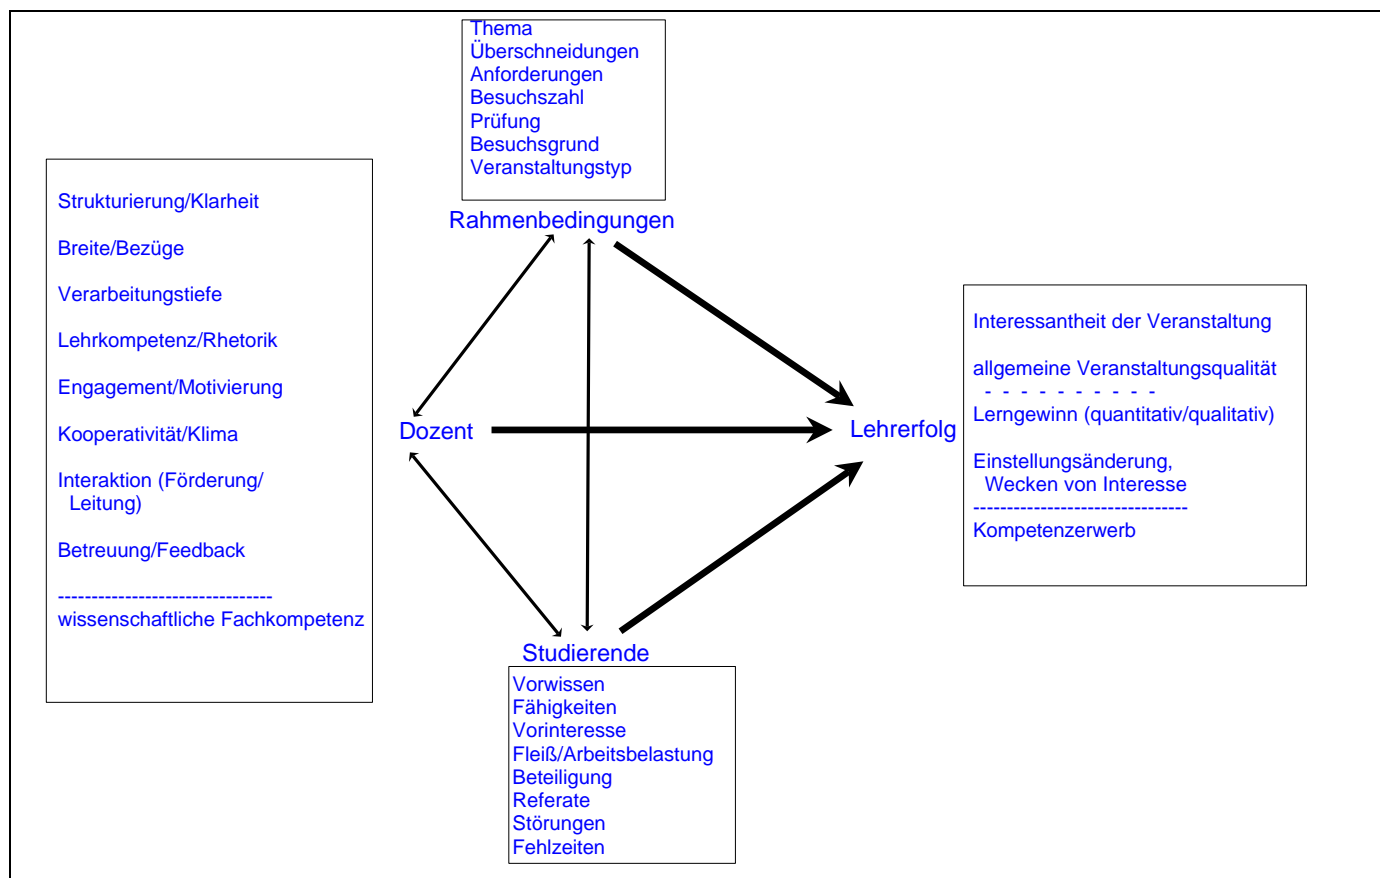 Thema
Überschneidungen
Anforderungen
Besuchszahl
Prüfung
Besuchsgrund
Veranstaltungstyp
Rahmenbedingungen
Strukturierung/Klarheit
Breite/Bezüge
Verarbeitungstiefe
Lehrkompetenz/Rhetorik
Engagement/Motivierung
Kooperativität/Klima
Interaktion (Förderung/
Leitung)
Betreuung/Feedback
--------------------------------
wissenschaftliche Fachkompetenz
Dozent
Lehrerfolg
Interessantheit der Veranstaltung
allgemeine Veranstaltungsqualität
- - - - - - - - - -
Lerngewinn (quantitativ/qualitativ)
Einstellungsänderung,
Wecken von Interesse
--------------------------------
Kompetenzerwerb
Studierende
Vorwissen
Fähigkeiten
Vorinteresse
Fleiß/Arbeitsbelastung
Beteiligung
Referate
Störungen
Fehlzeiten